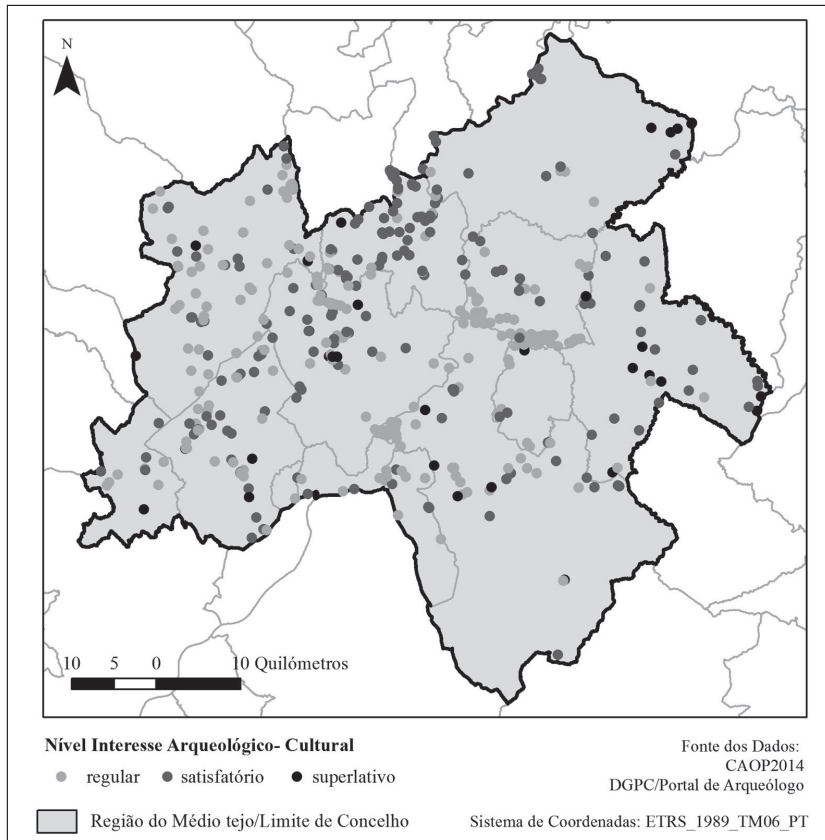 N
10 5 0 10 Quilómetros
Nível Interesse Arqueológico- Cultural
regular satisfatório superlativo
Região do Médio tejo/Limite de Concelho
Fonte dos Dados:
CAOP2014
DGPC/Portal de Arqueólogo
Sistema de Coordenadas: ETRS_1989_TM06_PT